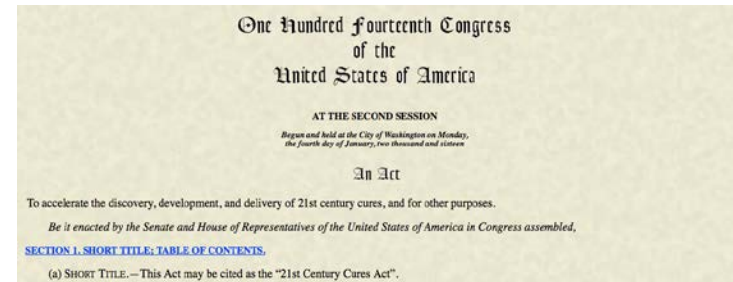 One Hundred Fourteenth Congress
of the
United States of America
AT THE SECOND SESSION
Begun and held at the City of Washington on Monday,
the fourth day of January, two thousand and sixteen
An Act
To accelerate the discovery, development, and delivery of 21st century cures, and for other purposes.
Be it enacted by the Senate and House of Representatives of the United States of America in Congress assembled,
SECTION 1. SHORT TITLE; TABLE OF CONTENTS.
(a) SHORT TITLE.—This Act may be cited as the “21st Century Cures Act”.